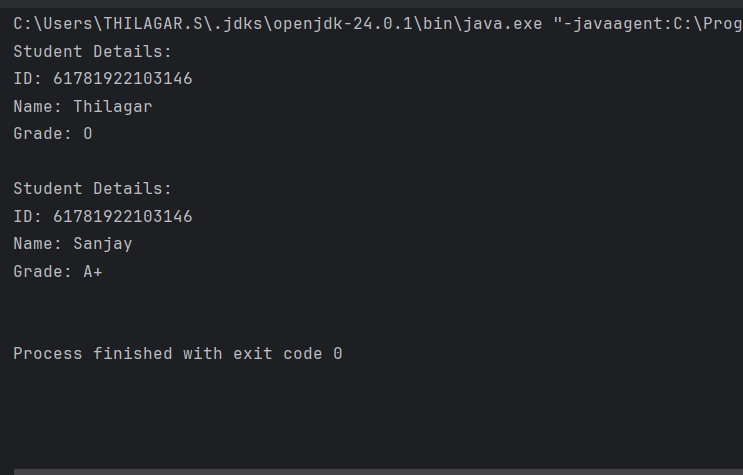 C:\Users\THILAGAR.S\.jdks\openjdk-24.0.1\bin\java.exe "-javaagent:C:\Prog
Student Details:
ID: 61781922103146
Name: Thilagar
Grade: O
Student Details:
ID: 61781922103146
Name: Sanjay
Grade: A+
Process finished with exit code 0